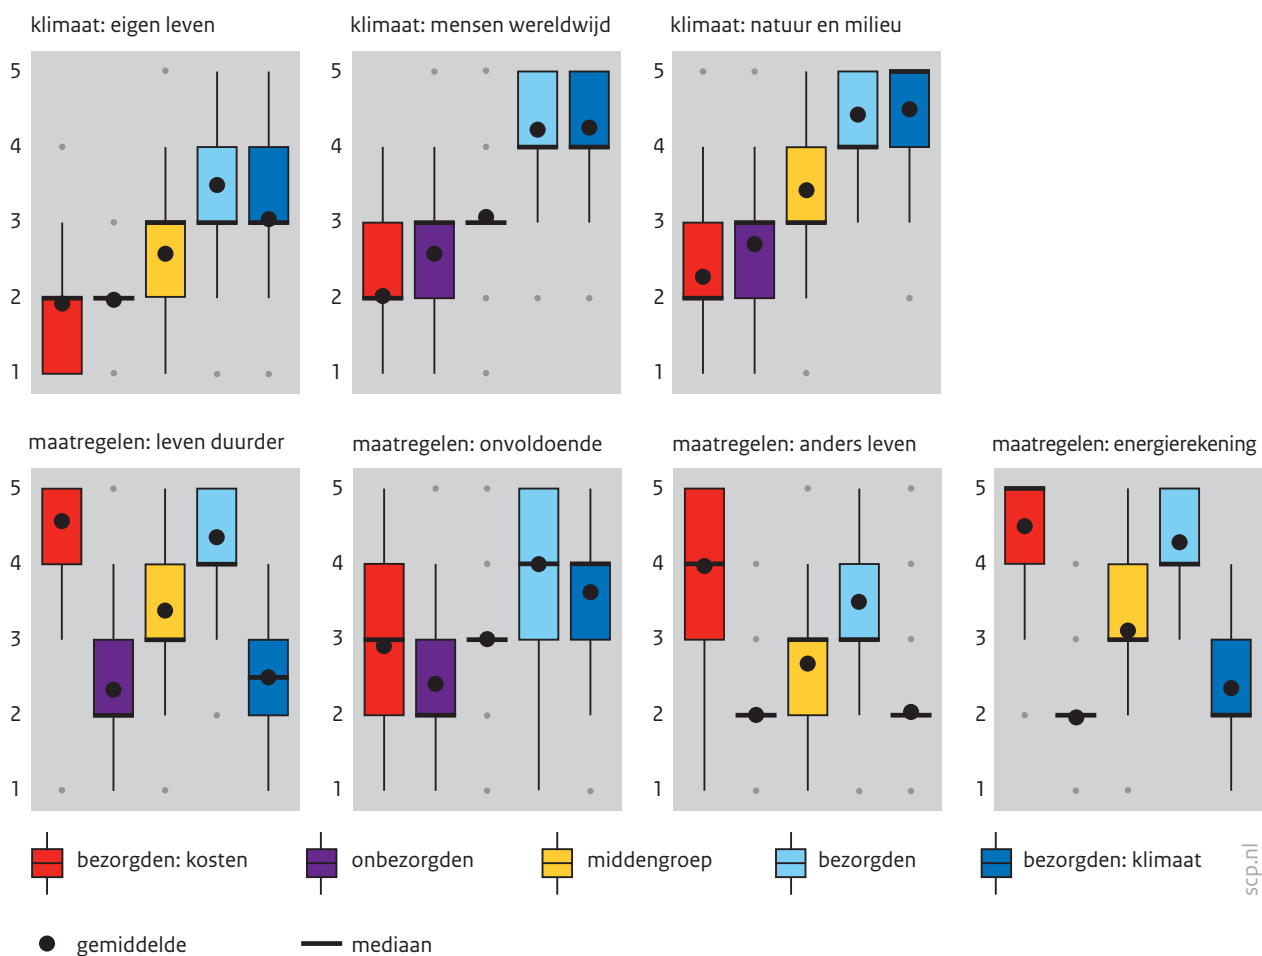 klimaat: eigen leven
klimaat: mensen wereldwijd
klimaat: natuur en milieu
5
4
3
2
1
5
4
3
2
1
5
4
3
2
1
maatregelen: leven duurder
maatregelen: onvoldoende
maatregelen: anders leven
maatregelen: energierekening
5
4
3
2
1
5
4
3
2
1
5
4
3
2
1
5
4
3
2
1
bezorgden: kosten
onbezorgden
middengroep
bezorgden
bezorgden: klimaat
gemiddelde
mediaan
scp.nl